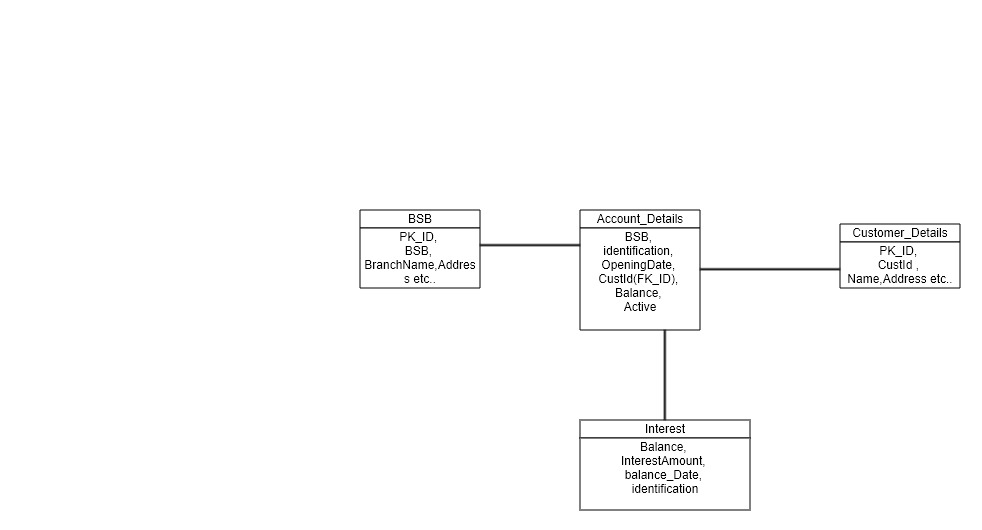 BSB
PK_ID,
BSB,
BranchName,Addres
s etc..
Account_Details
BSB,
identification,
OpeningDate,
CustId(FK_ID),
Balance,
Active
Customer_Details
PK_ID,
CustId ,
Name,Address etc..
Interest
Balance,
InterestAmount,
balance_Date,
identification